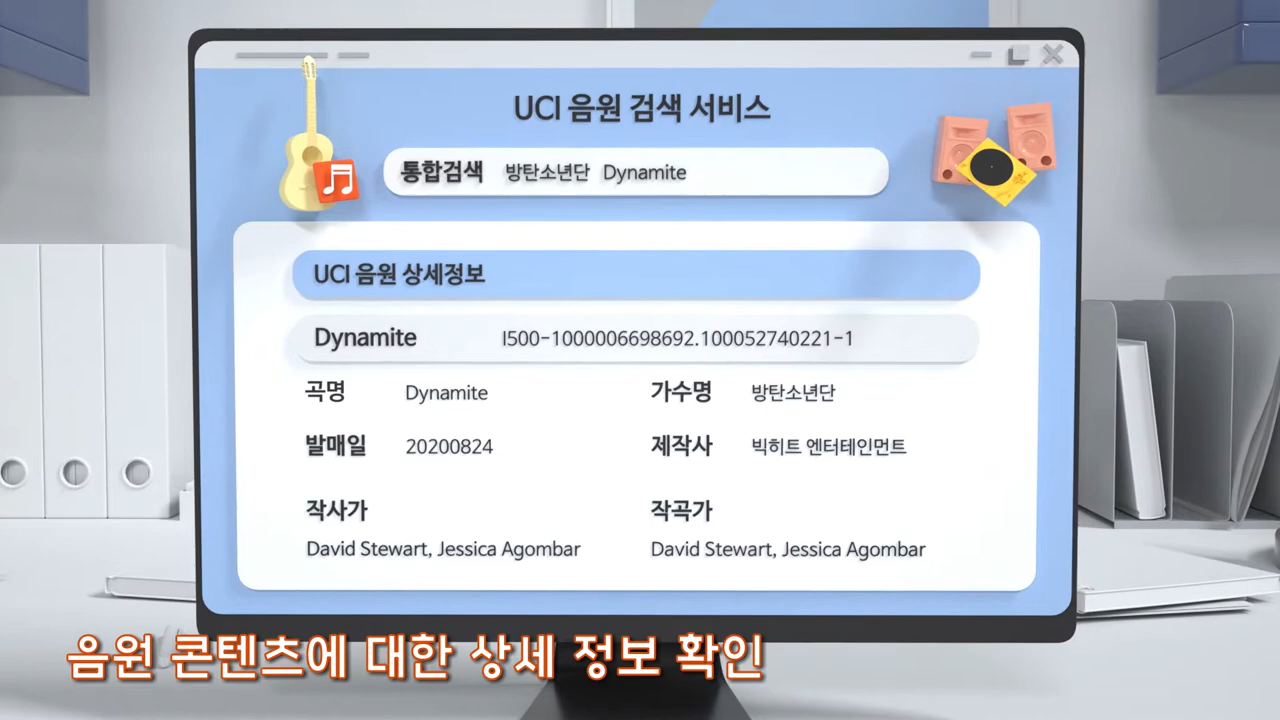 UCI 음원 검색 서비스
통합검색 방탄소년단 Dynamite
UCI 음원 상세정보
Dynamite I500-1000006698692.100052740221-1
곡명 Dynamite 가수명 방탄소년단
발매일 20200824 제작사 빅히트 엔터테인먼트
작사가 작곡가
David Stewart, Jessica Agombar David Stewart, Jessica Agombar
음원 콘텐츠에 대한 상세 정보 확인